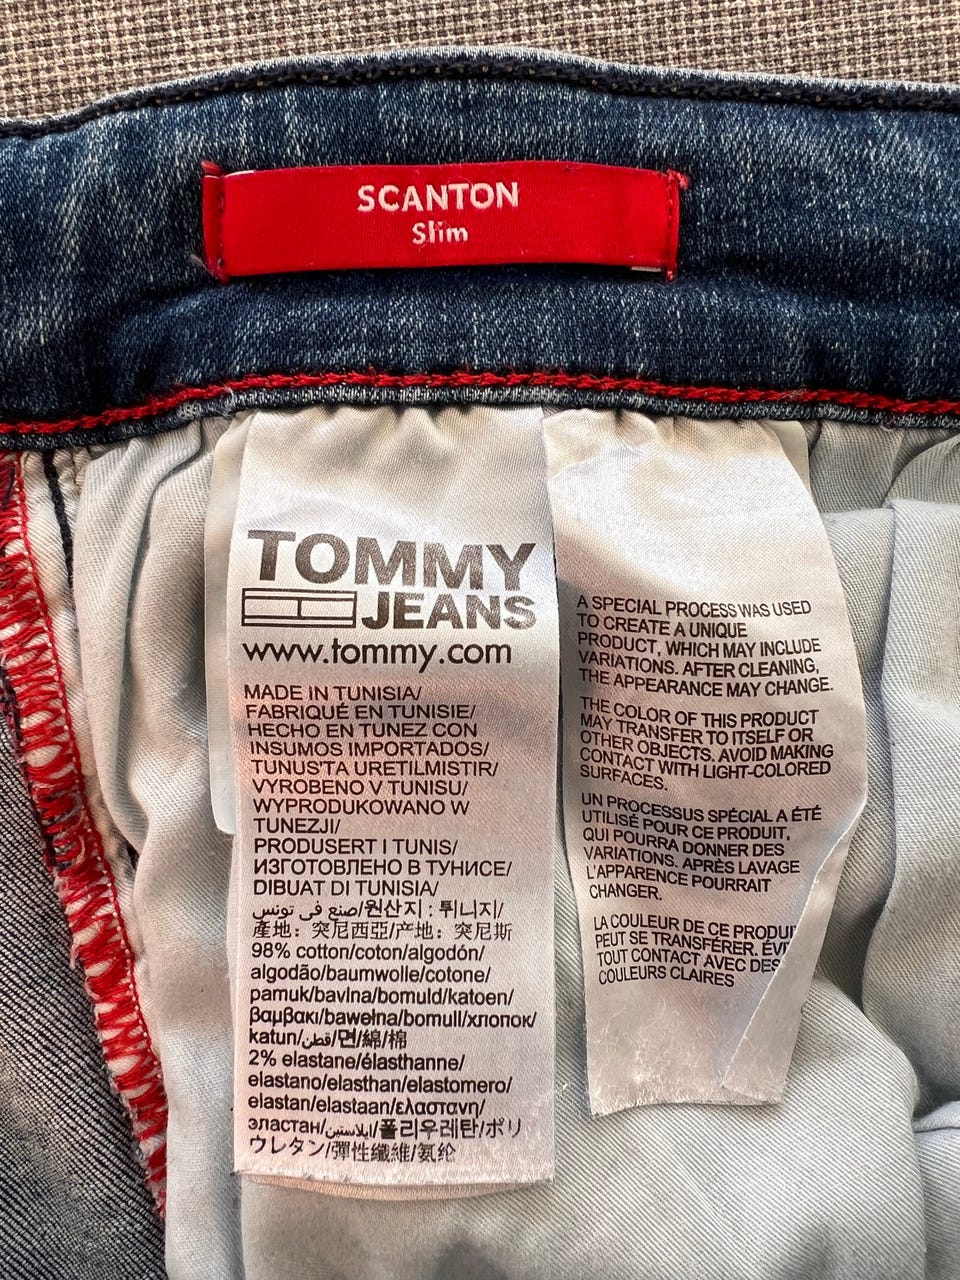 SCANTON
Slim
TOMMY
JEANS
www.tommy.com
MADE IN TUNISIA/
FABRIQUÉ EN TUNISIE/
HECHO EN TUNEZ CON
INSUMOS IMPORTADOS/
TUNUS'TA URETILMISTIR/
VYROBENO V TUNISU/
WYPRODUKOWANO W
TUNEZJI/
PRODUSERT I TUNIS/
ИЗГОТОВЛЕНО В ТУНИСЕ/
DIBUAT DI TUNISIA/
صنع في تونس/원산지 : 튀니지/
產地：突尼西亞/产地：突尼斯
98% cotton/coton/algodón/
algodão/baumwolle/cotone/
pamuk/bavlna/bomuld/katoen/
βαμβακι/bawełna/bomull/хлопок/
katun/قطن/면/綿/棉
2% elastane/élasthanne/
elastano/elasthan/elastomero/
elastan/elastaan/ελαστανη/
эластан/ايلاستين/폴리우레탄/ポリ
ウレタン/彈性纖維/氨纶
A SPECIAL PROCESS WAS USED
TO CREATE A UNIQUE
PRODUCT, WHICH MAY INCLUDE
VARIATIONS. AFTER CLEANING,
THE APPEARANCE MAY CHANGE.
THE COLOR OF THIS PRODUCT
MAY TRANSFER TO ITSELF OR
OTHER OBJECTS. AVOID MAKING
CONTACT WITH LIGHT-COLORED
SURFACES.
UN PROCESSUS SPÉCIAL A ÉTÉ
UTILISÉ POUR CE PRODUIT,
QUI POURRA DONNER DES
VARIATIONS. APRÈS LAVAGE
L'APPARENCE POURRAIT
CHANGER.
LA COULEUR DE CE PRODUI
PEUT SE TRANSFÉRER. ÉVI
TOUT CONTACT AVEC DES
COULEURS CLAIRES